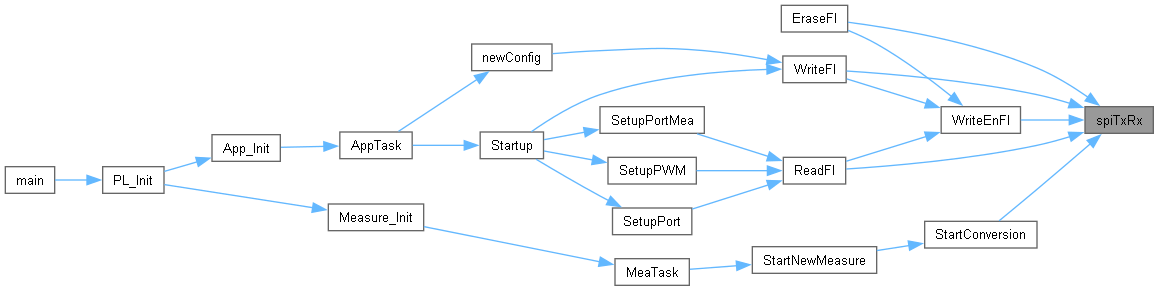 main
PL_Init
App_Init
Measure_Init
AppTask
newConfig
Startup
SetupPortMea
SetupPWM
SetupPort
MeaTask
EraseFl
WriteFl
ReadFl
StartNewMeasure
WriteEnFl
StartConversion
spiTxRx